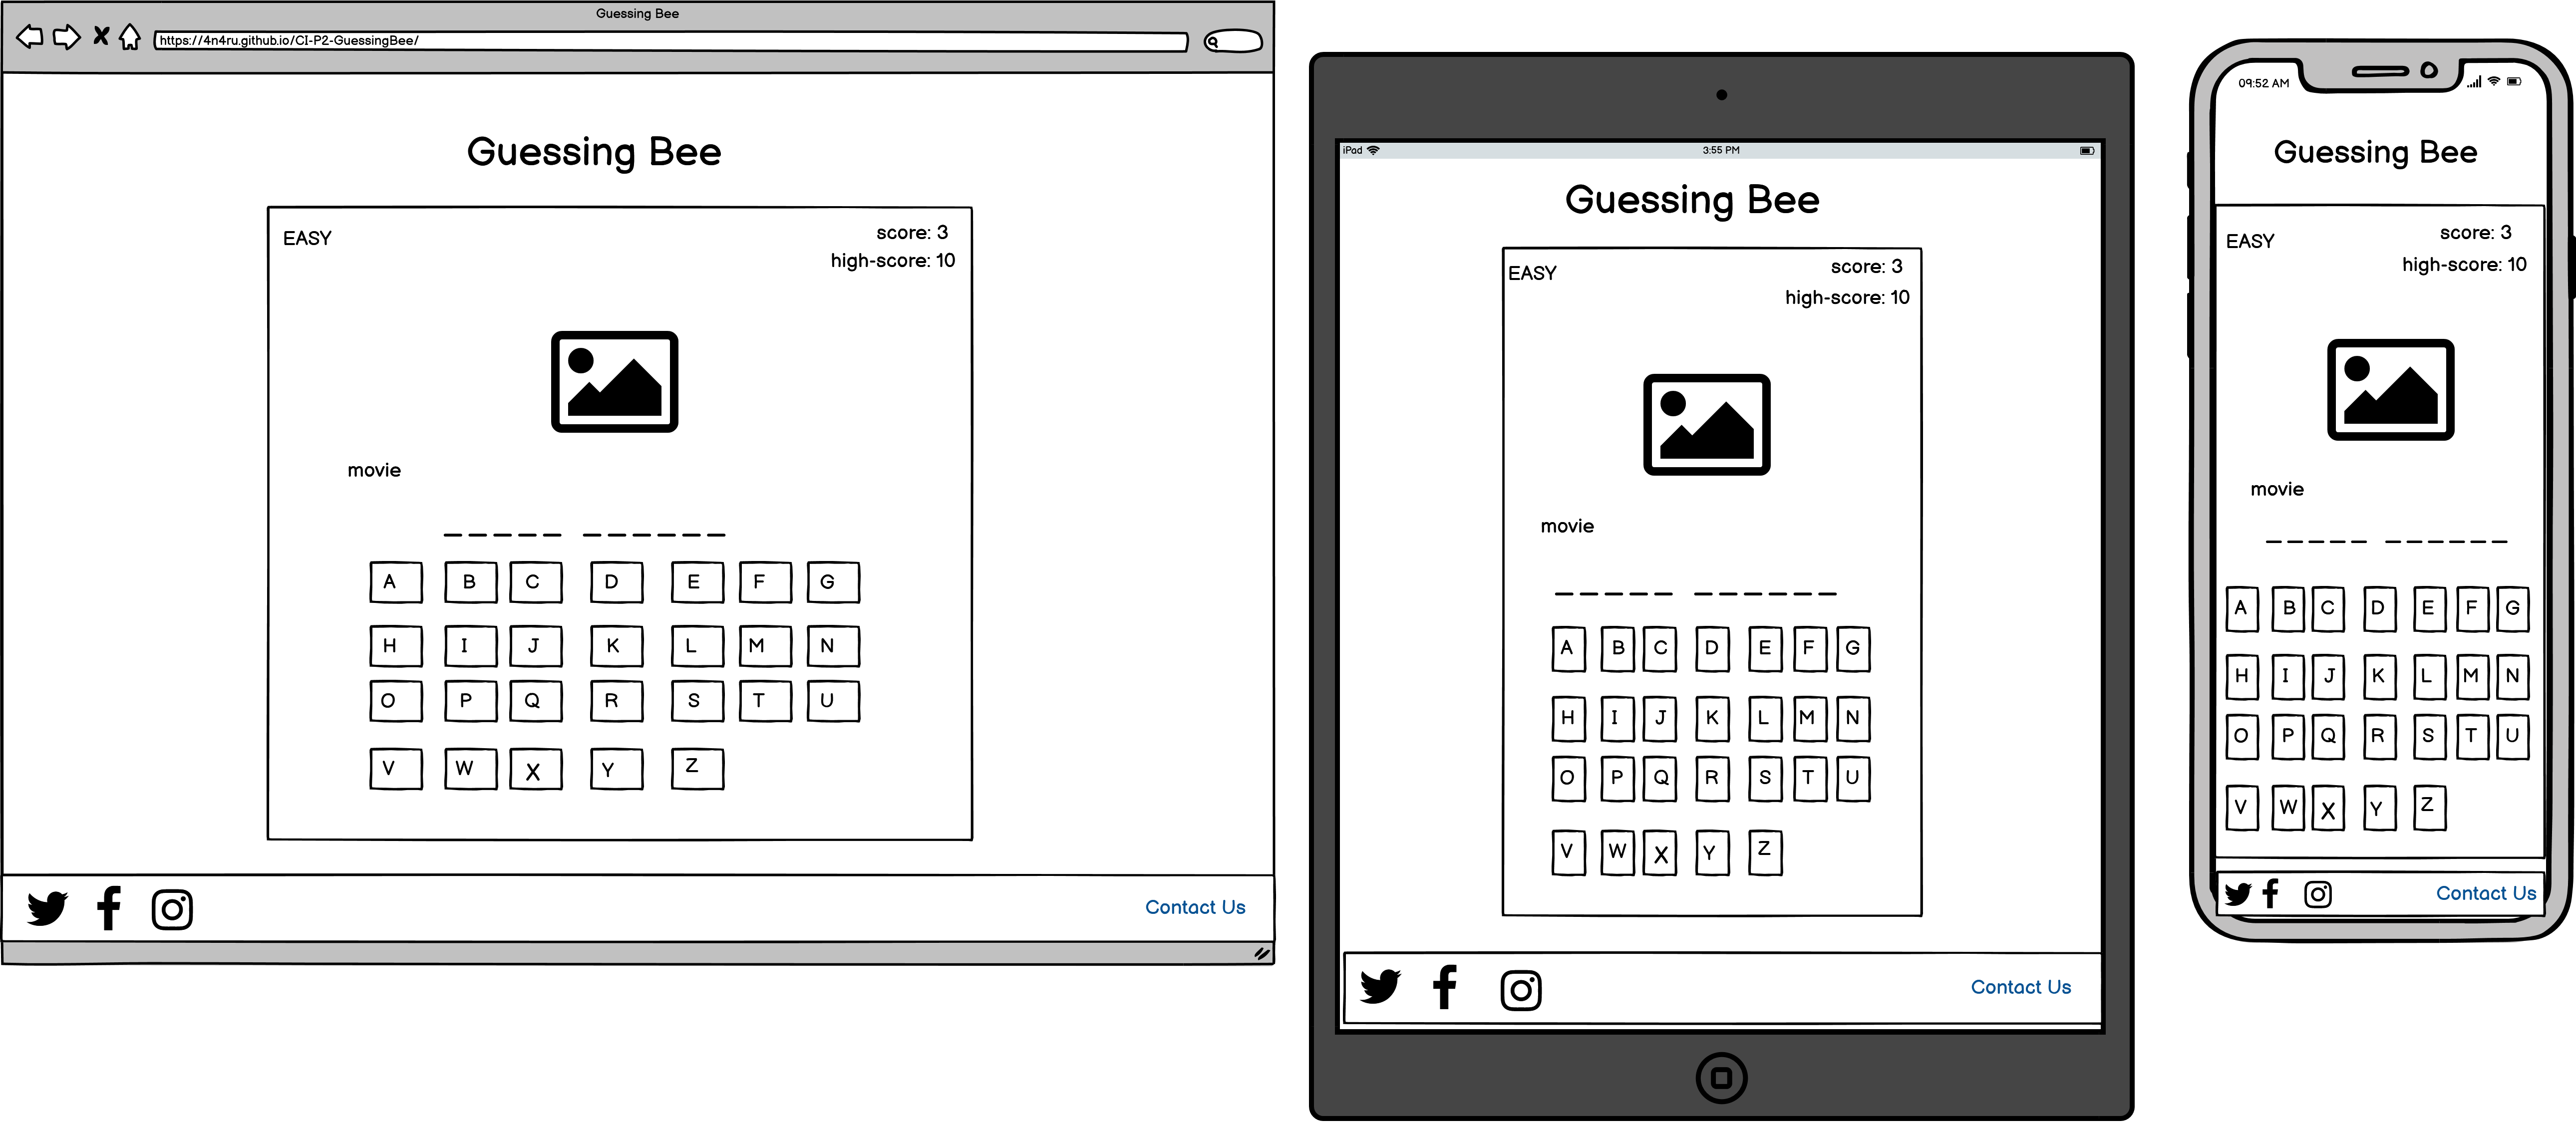 Guessing Bee
https://4n4ru.github.io/CI-P2-GuessingBee/
Guessing Bee
EASY
score: 3
high-score: 10
movie
A B C D E F G
H I J K L M N
O P Q R S T U
V W X Y Z
Contact Us
iPad
3:55 PM
Guessing Bee
EASY
score: 3
high-score: 10
movie
A B C D E F G
H I J K L M N
O P Q R S T U
V W X Y Z
Contact Us
09:52 AM
Guessing Bee
EASY
score: 3
high-score: 10
movie
A B C D E F G
H I J K L M N
O P Q R S T U
V W X Y Z
Contact Us